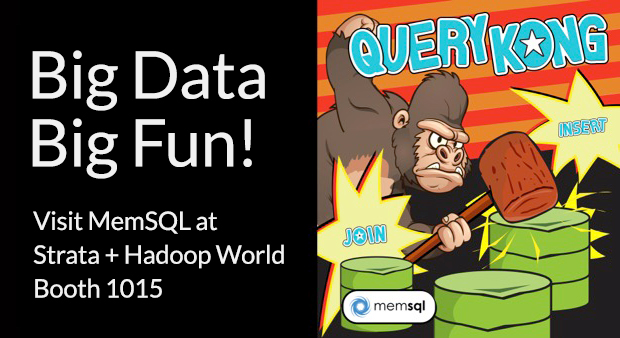 Big Data
Big Fun!
Visit MemSQL at
Strata + Hadoop World
Booth 1015
QUERY KONG
INSERT
JOIN
memsql